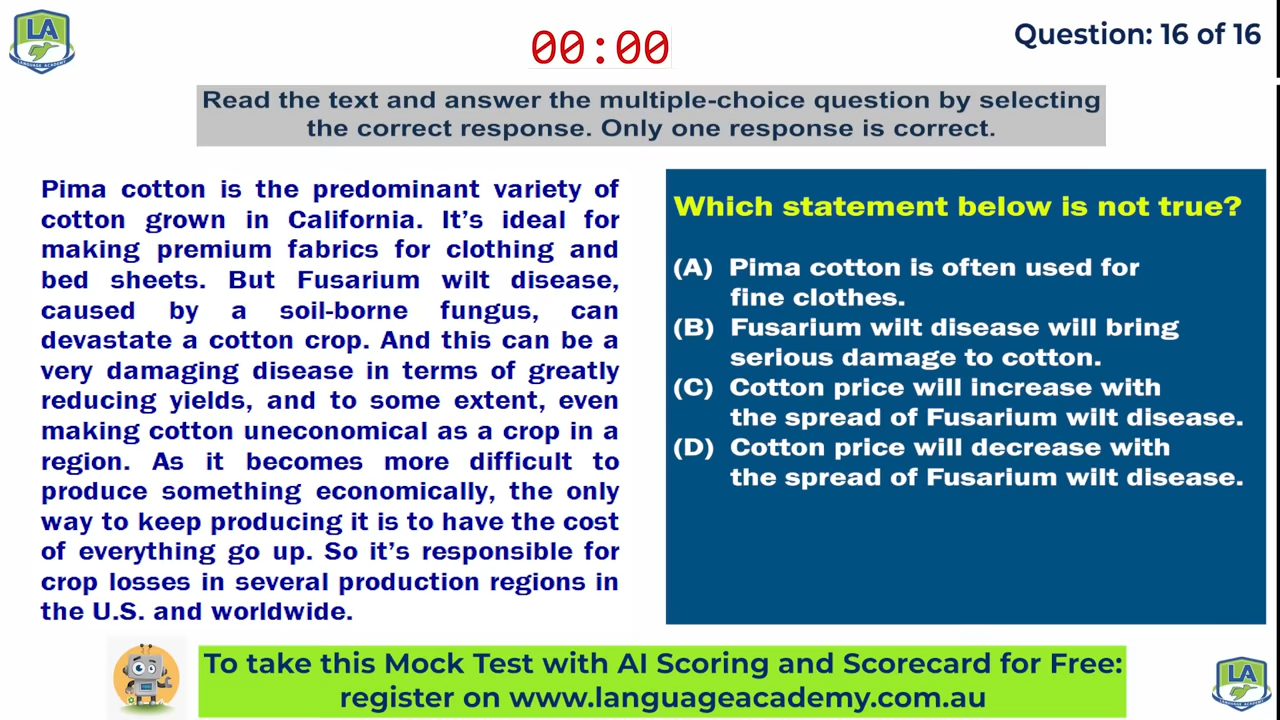 LA
LANGUAGE ACADEMY
00:00
Question: 16 of 16
Read the text and answer the multiple-choice question by selecting
the correct response. Only one response is correct.
Pima cotton is the predominant variety of
cotton grown in California. It's ideal for
making premium fabrics for clothing and
bed sheets. But Fusarium wilt disease,
caused by a soil-borne fungus, can
devastate a cotton crop. And this can be a
very damaging disease in terms of greatly
reducing yields, and to some extent, even
making cotton uneconomical as a crop in a
region. As it becomes more difficult to
produce something economically, the only
way to keep producing it is to have the cost
of everything go up. So it's responsible for
crop losses in several production regions in
the U.S. and worldwide.
Which statement below is not true?
(A) Pima cotton is often used for
fine clothes.
(B) Fusarium wilt disease will bring
serious damage to cotton.
(C) Cotton price will increase with
the spread of Fusarium wilt disease.
(D) Cotton price will decrease with
the spread of Fusarium wilt disease.
To take this Mock Test with AI Scoring and Scorecard for Free:
register on www.languageacademy.com.au
LA
LANGUAGE ACADEMY